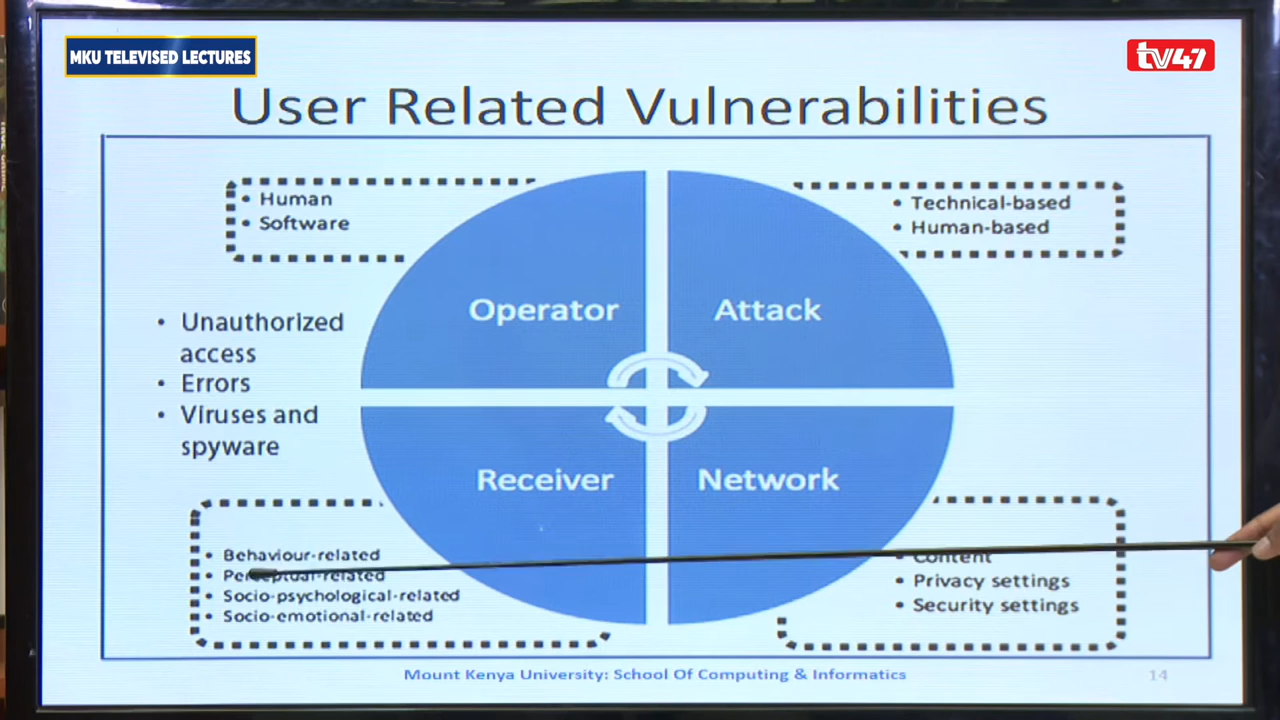 MKU TELEVISED LECTURES
tv47
User Related Vulnerabilities
• Human
• Software
• Technical-based
• Human-based
Operator
Attack
• Unauthorized
access
• Errors
• Viruses and
spyware
Receiver
Network
• Behaviour-related
• Perceptual-related
• Socio-psychological-related
• Socio-emotional-related
• Content
• Privacy settings
• Security settings
Mount Kenya University: School Of Computing & Informatics
14